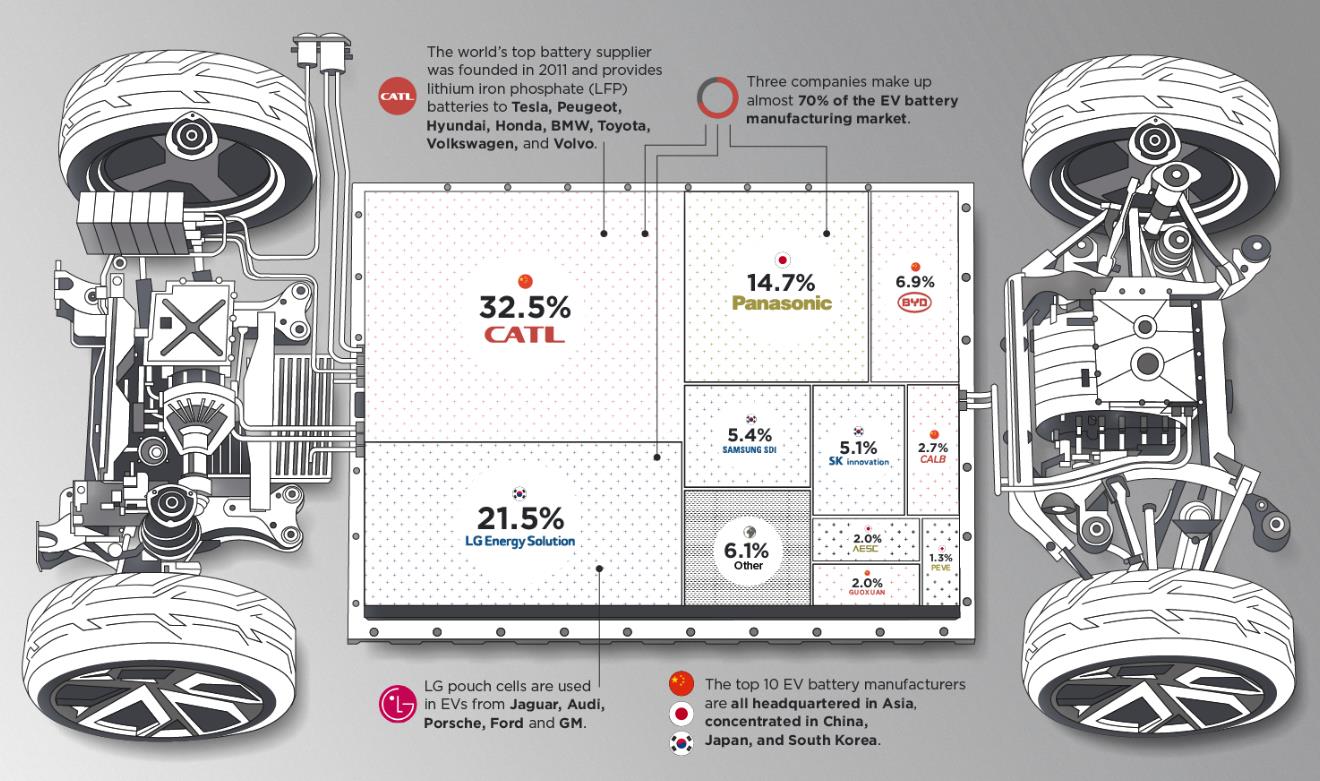 CATL
The world's top battery supplier
was founded in 2011 and provides
lithium iron phosphate (LFP)
batteries to Tesla, Peugeot,
Hyundai, Honda, BMW, Toyota,
Volkswagen, and Volvo.
Three companies make up
almost 70% of the EV battery
manufacturing market.
32.5%
CATL
14.7%
Panasonic
6.9%
BYD
21.5%
LG Energy Solution
5.4%
SAMSUNG SDI
5.1%
SK innovation
2.7%
CALB
6.1%
Other
2.0%
AESC
2.0%
GUOXUAN
1.3%
PEVE
LG
LG pouch cells are used
in EVs from Jaguar, Audi,
Porsche, Ford and GM.
The top 10 EV battery manufacturers
are all headquartered in Asia,
concentrated in China,
Japan, and South Korea.